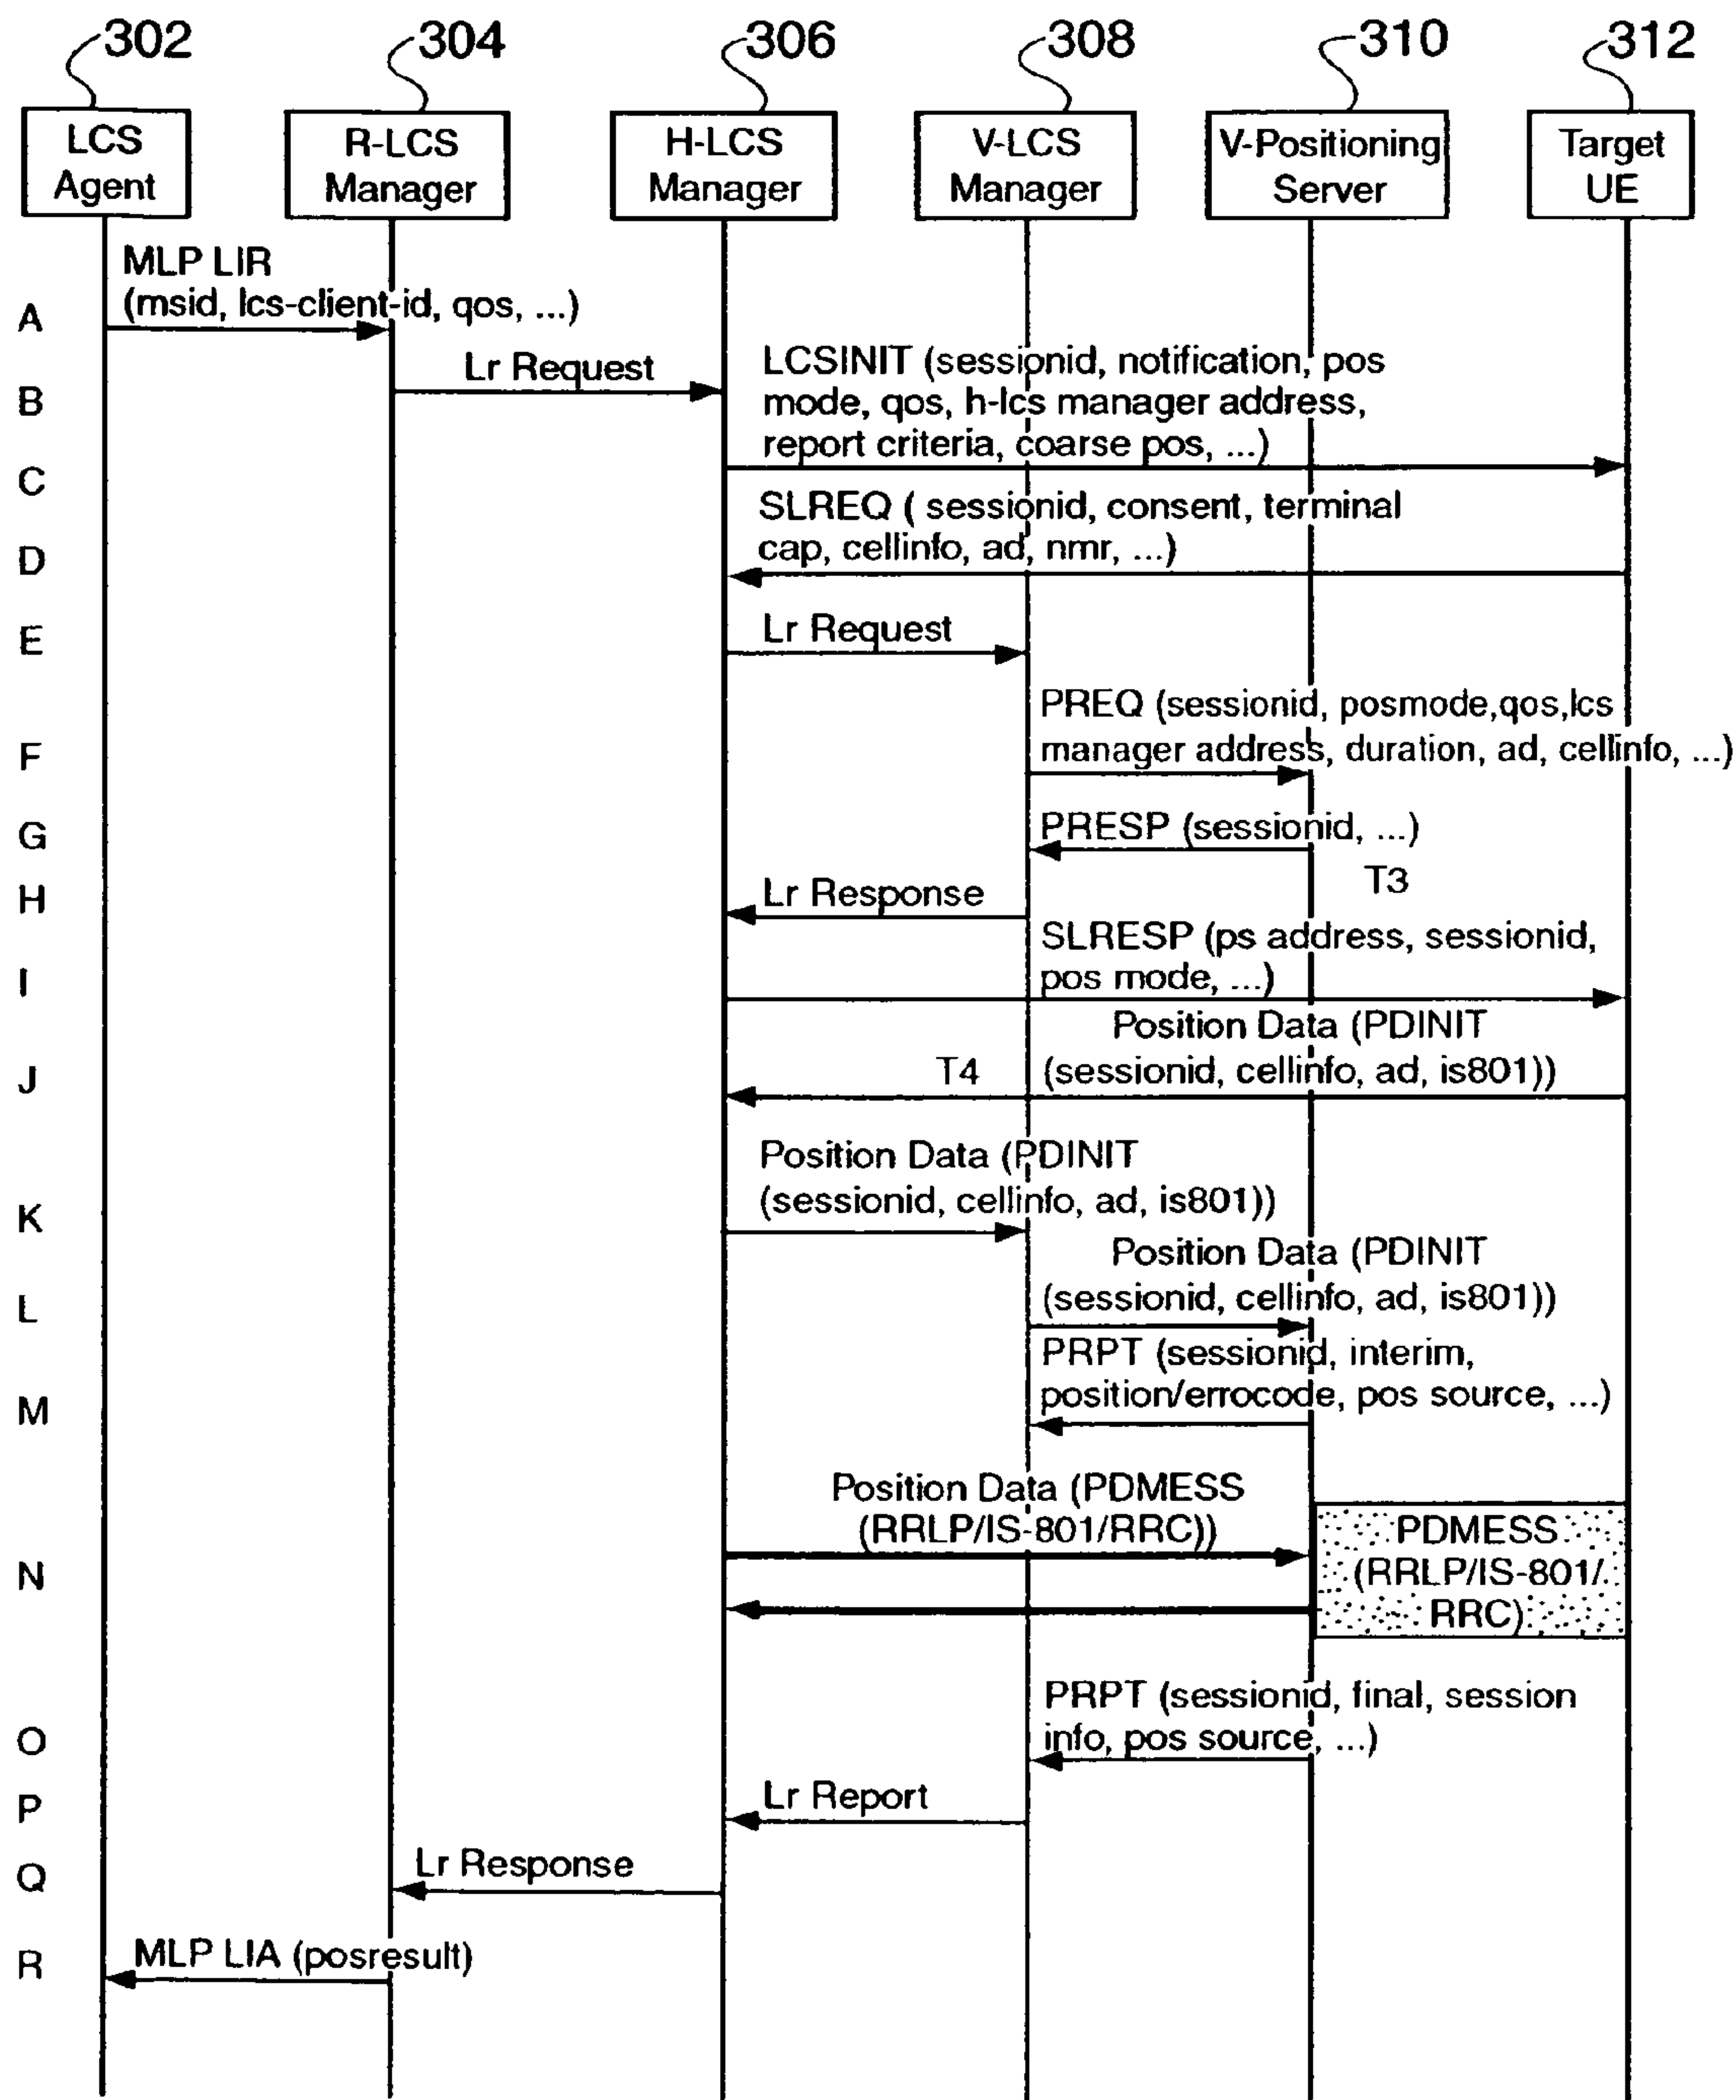 302
304
306
308
310
312
LCS
Agent
R-LCS
Manager
H-LCS
Manager
V-LCS
Manager
V-Positioning
Server
Target
UE
MLP LIR
(msid, lcs-client-id, qos, ...)
A
Lr Request
B
LCSINIT (sessionid, notification, pos
mode, qos, h-lcs manager address,
report criteria, coarse pos, ...)
C
SLREQ ( sessionid, consent, terminal
cap, cellinfo, ad, nmr, ...)
D
E
Lr Request
PREQ (sessionid, posmode,qos,lcs
manager address, duration, ad, cellinfo, ...)
F
G
PRESP (sessionid, ...)
T3
H
Lr Response
SLRESP (ps address, sessionid,
pos mode, ...)
I
Position Data (PDINIT
(sessionid, cellinfo, ad, is801))
T4
J
Position Data (PDINIT
(sessionid, cellinfo, ad, is801))
K
Position Data (PDINIT
(sessionid, cellinfo, ad, is801))
L
PRPT (sessionid, interim,
position/errocode, pos source, ...)
M
Position Data (PDMESS
(RRLP/IS-801/RRC))
N
PDMESS
(RRLP/IS-801/
RRC)
PRPT (sessionid, final, session
info, pos source, ...)
O
P
Lr Report
Q
Lr Response
R
MLP LIA (posresult)